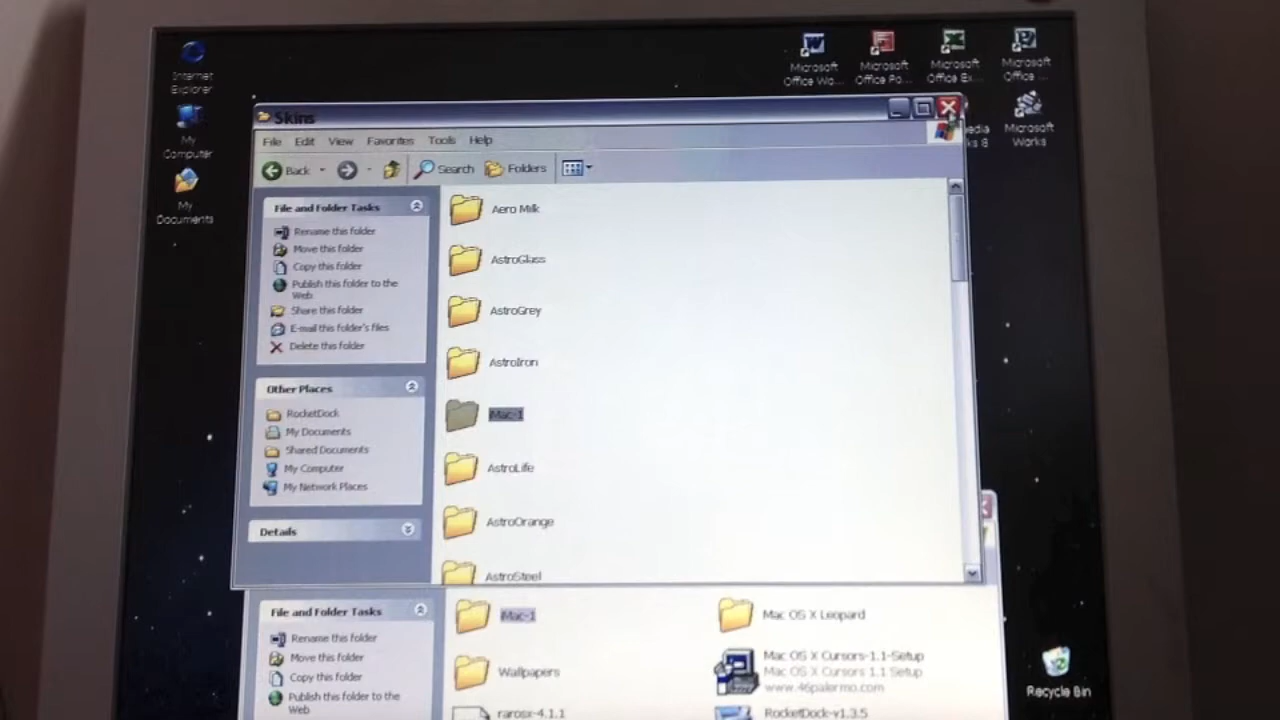 Internet
Explorer
My
Computer
My
Documents
Microsoft
Office Wo...
Microsoft
Office Po...
Microsoft
Office Ex...
Microsoft
Office ...
Microsoft
Works
edia
ks 8
Skins
File Edit View Favorites Tools Help
Back Search Folders
File and Folder Tasks
Rename this folder
Move this folder
Copy this folder
Publish this folder to the
Web
Share this folder
E-mail this folder's files
Delete this folder
Other Places
RocketDock
My Documents
Shared Documents
My Computer
My Network Places
Details
Aero Milk
AstroGlass
AstroGrey
AstroIron
iMac-1
AstroLife
AstroOrange
AstroSteel
File and Folder Tasks
Rename this folder
Move this folder
Copy this folder
Publish this folder to the
Web
iMac-1
Wallpapers
rarosx-4.1.1
Mac OS X Leopard
Mac OS X Cursors-1.1-Setup
Mac OS X Cursors 1.1 Setup
www.46palermo.com
RocketDock-v1.3.5
Recycle Bin